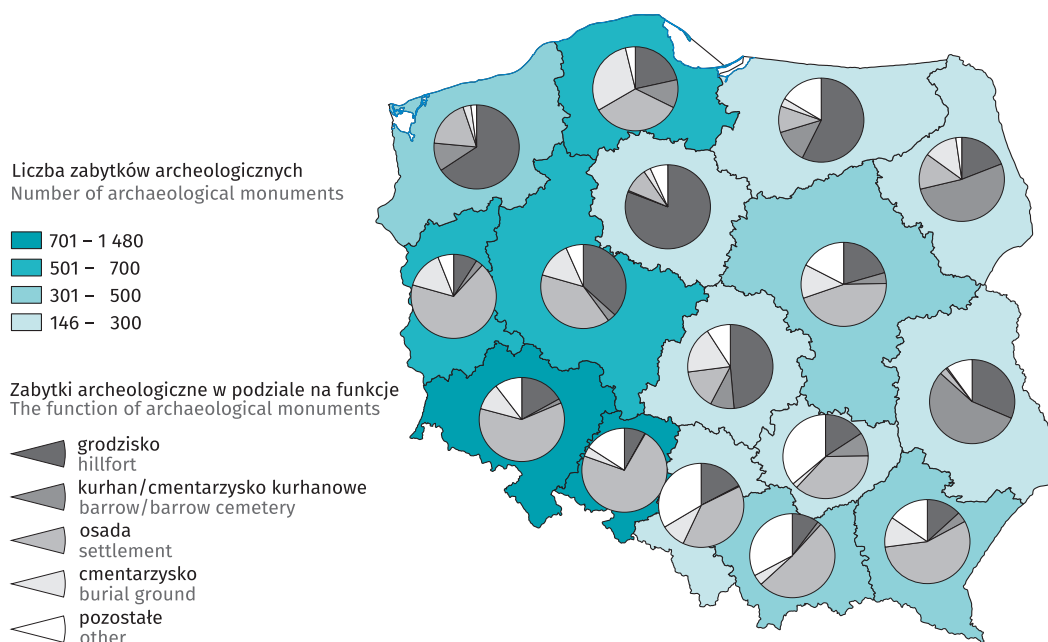 Liczba zabytków archeologicznych
Number of archaeological monuments
701 – 1 480
501 – 700
301 – 500
146 – 300
Zabytki archeologiczne w podziale na funkcje
The function of archaeological monuments
grodzisko
hillfort
kurhan/cmentarzysko kurhanowe
barrow/barrow cemetery
osada
settlement
cmentarzysko
burial ground
pozostałe
other